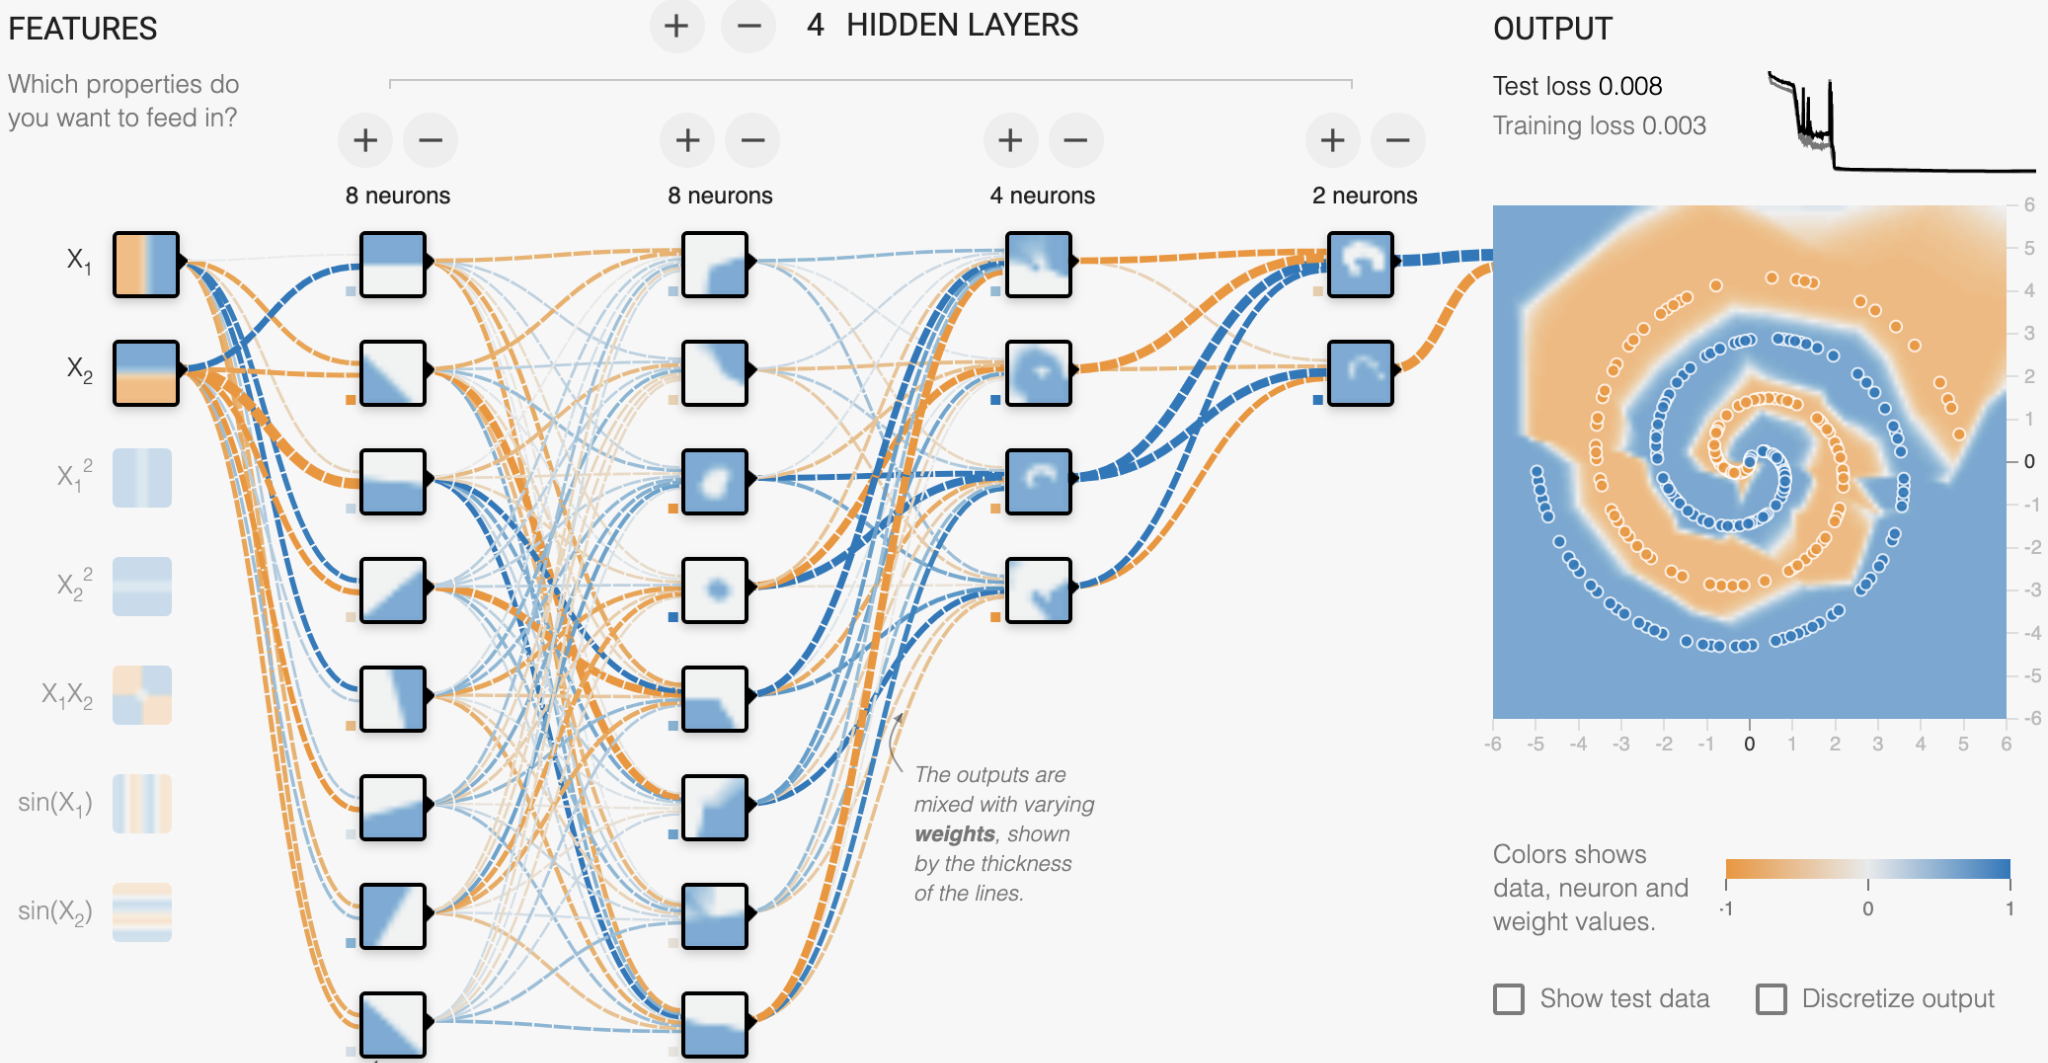 FEATURES
Which properties do
you want to feed in?
+ − 4 HIDDEN LAYERS
+ − + − + − + −
8 neurons 8 neurons 4 neurons 2 neurons
X₁
X₂
X₁²
X₂²
X₁X₂
sin(X₁)
sin(X₂)
The outputs are
mixed with varying
weights, shown
by the thickness
of the lines.
OUTPUT
Test loss 0.008
Training loss 0.003
6
5
4
3
2
1
0
-1
-2
-3
-4
-5
-6
-6 -5 -4 -3 -2 -1 0 1 2 3 4 5 6
Colors shows
data, neuron and
weight values.
-1 0 1
Show test data Discretize output